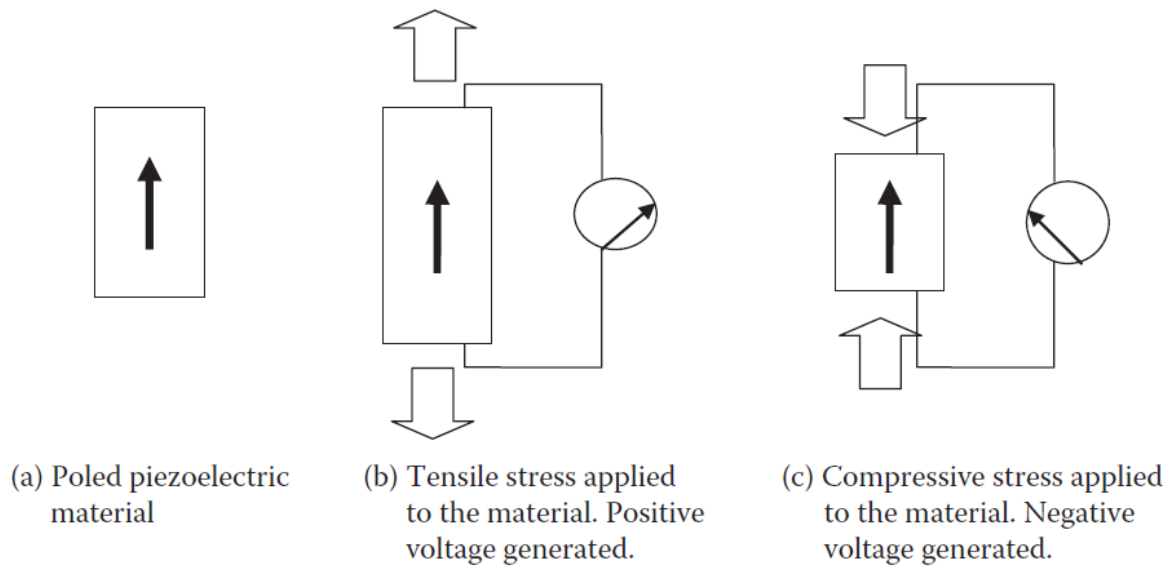 (a) Poled piezoelectric
material
(b) Tensile stress applied
to the material. Positive
voltage generated.
(c) Compressive stress applied
to the material. Negative
voltage generated.